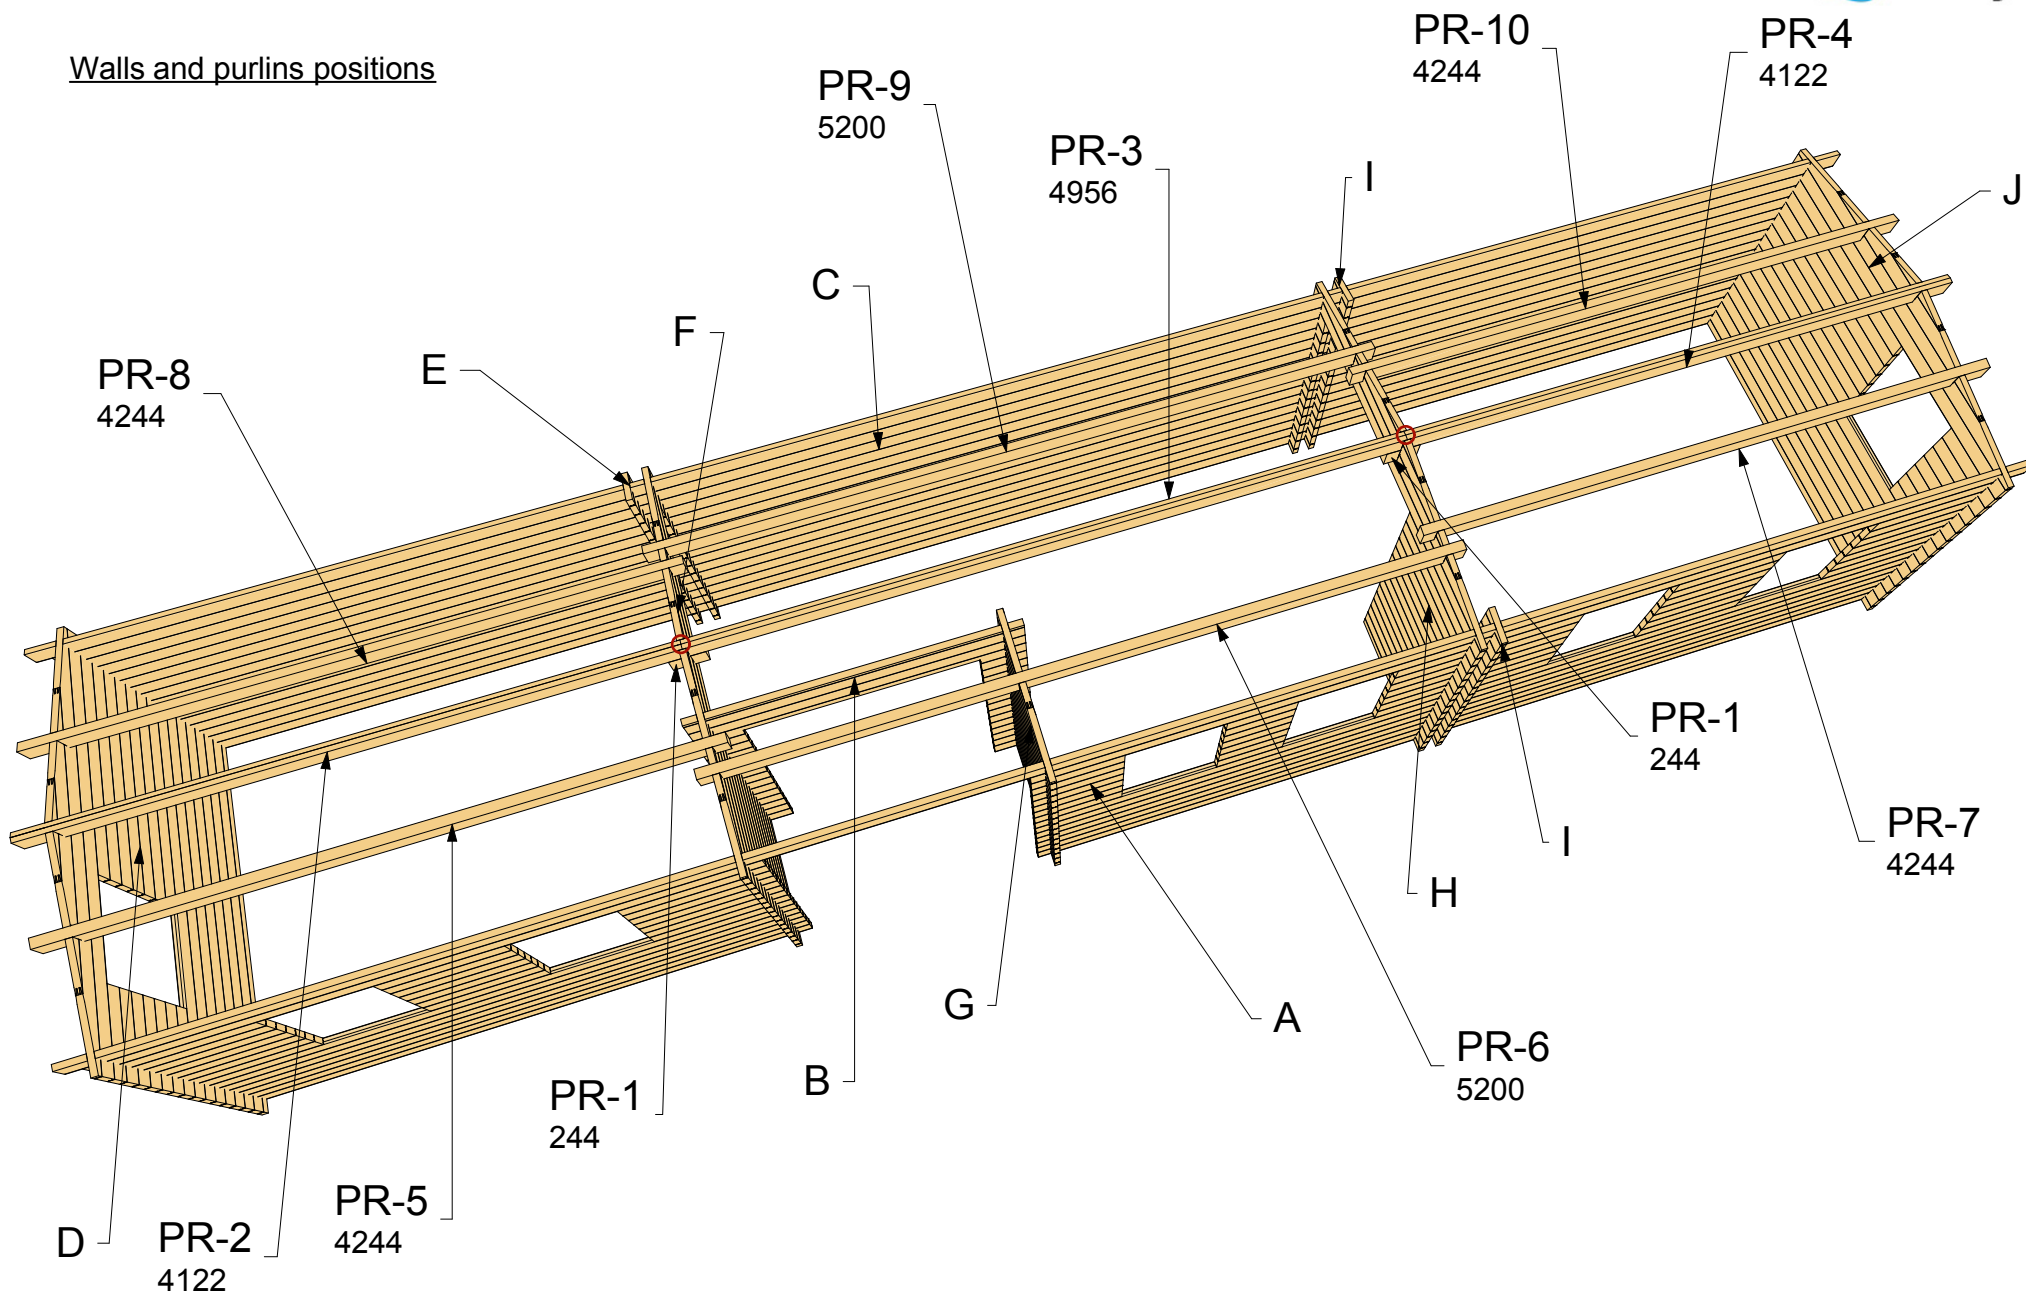 Walls and purlins positions
PR-10
4244
PR-4
4122
PR-9
5200
PR-3
4956
I
J
C
F
E
PR-8
4244
PR-1
244
PR-7
4244
I
H
G
A
PR-6
5200
B
PR-1
244
PR-5
4244
D
PR-2
4122